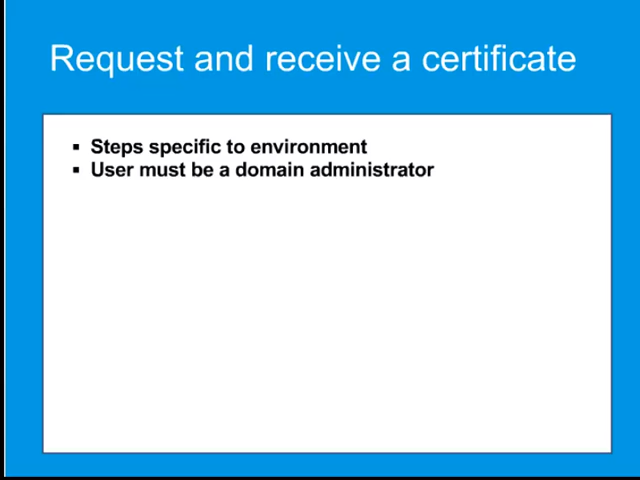 Request and receive a certificate
▪ Steps specific to environment
▪ User must be a domain administrator